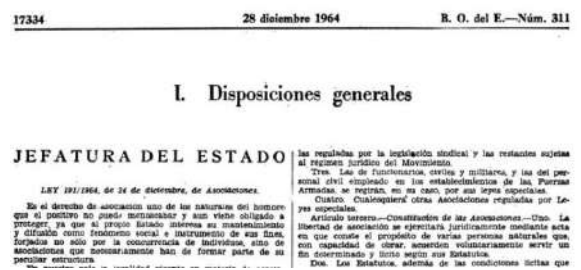 17334
28 diciembre 1964
B. O. del E.—Núm. 311
I. Disposiciones generales
JEFATURA DEL ESTADO
LEY 191/1964, de 24 de diciembre, de Asociaciones.
Es el derecho de asociación uno de los naturales del hombre
que el positivo no puede menoscabar y aun viene obligado a
proteger, ya que al propio Estado interesa su mantenimiento
y difusión como fenómeno social e instrumento de sus fines,
forjados no sólo por la concurrencia de individuos, sino de
asociaciones que necesariamente han de formar parte de su
peculiar estructura
las reguladas por la legislación sindical y las restantes sujetas
al régimen jurídico del Movimiento.
Tres. Las de funcionarios, civiles y militares, y las del per-
sonal civil empleado en los establecimientos de las Fuerzas
Armadas, se regirán, en su caso, por sus leyes especiales.
Cuatro. Cualesquiera otras Asociaciones reguladas por Le-
yes especiales.
Artículo tercero.—Constitución de las Asociaciones.—Uno. La
libertad de asociación se ejercitará jurídicamente mediante acta
en que conste el propósito de varias personas naturales que,
con capacidad de obrar, acuerden voluntariamente servir un
fin determinado y lícito según sus Estatutos.
Dos. Los Estatutos, además de las condiciones lícitas que